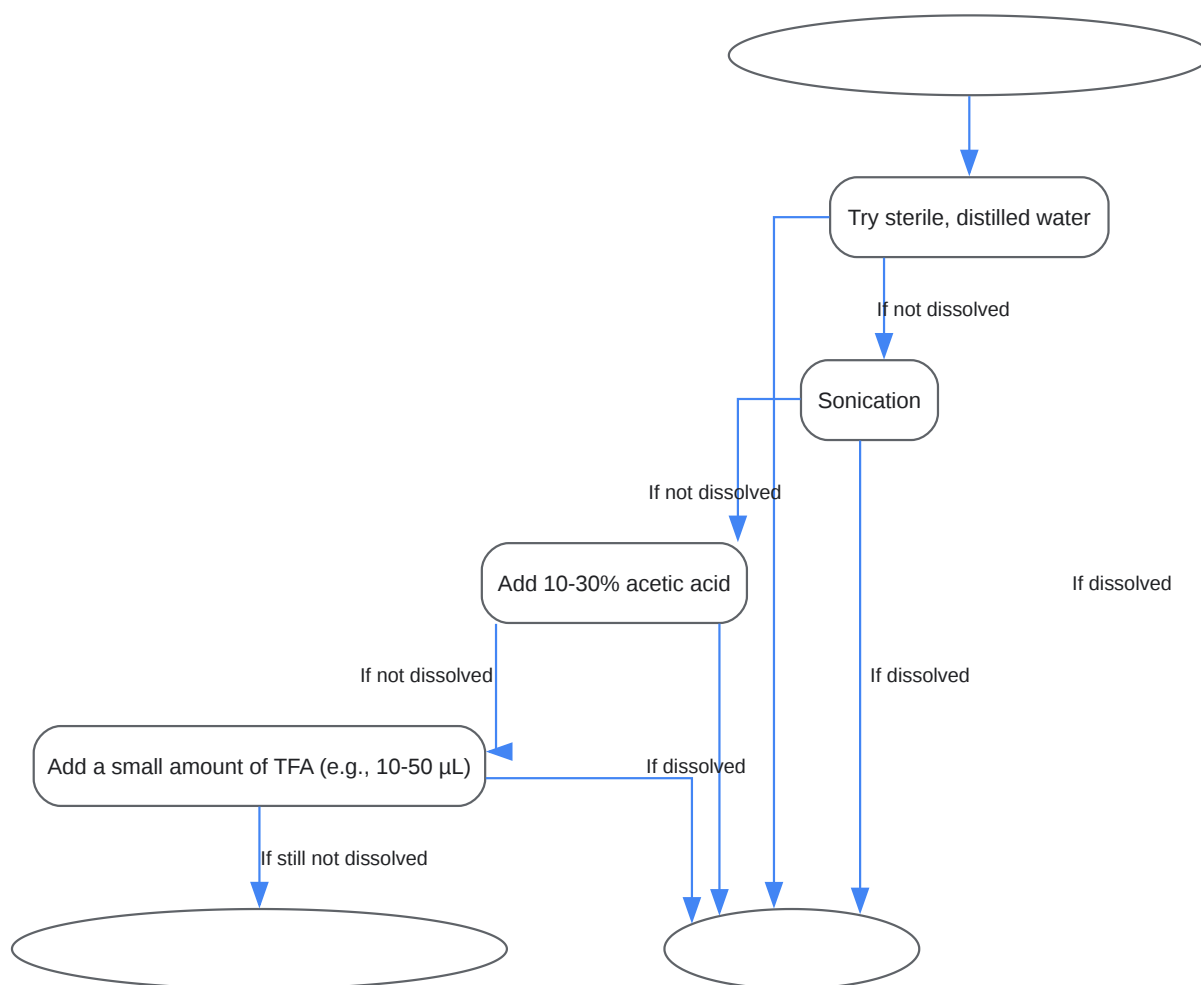 Try sterile, distilled water
If not dissolved
Sonication
If not dissolved
Add 10-30% acetic acid
If dissolved
If not dissolved
If dissolved
Add a small amount of TFA (e.g., 10-50 µL)
If dissolved
If still not dissolved